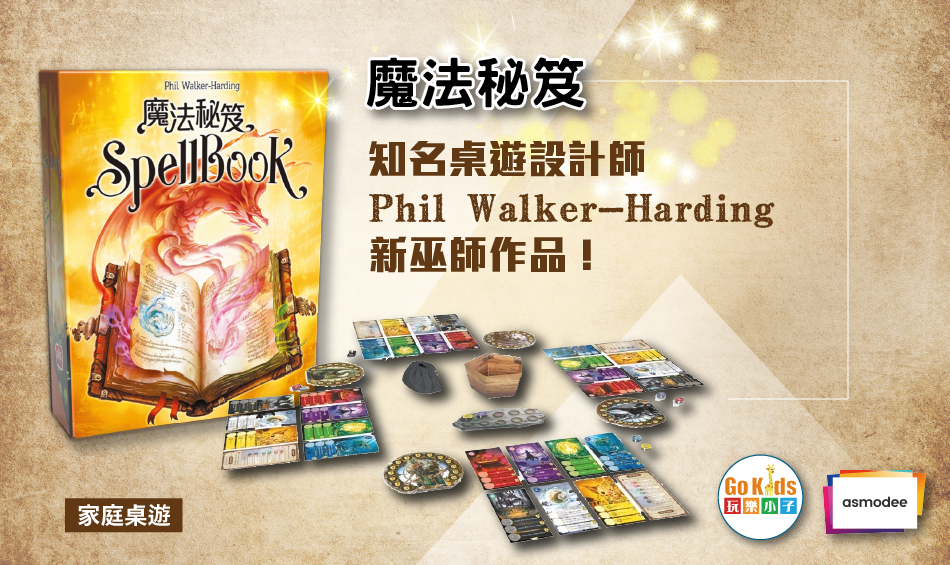 Phil Walker-Harding
魔法秘笈
SpellBook
魔法秘笈
知名桌遊設計師
Phil Walker-Harding
新巫師作品！
家庭桌遊
Go Kids
玩樂小子
asmodee